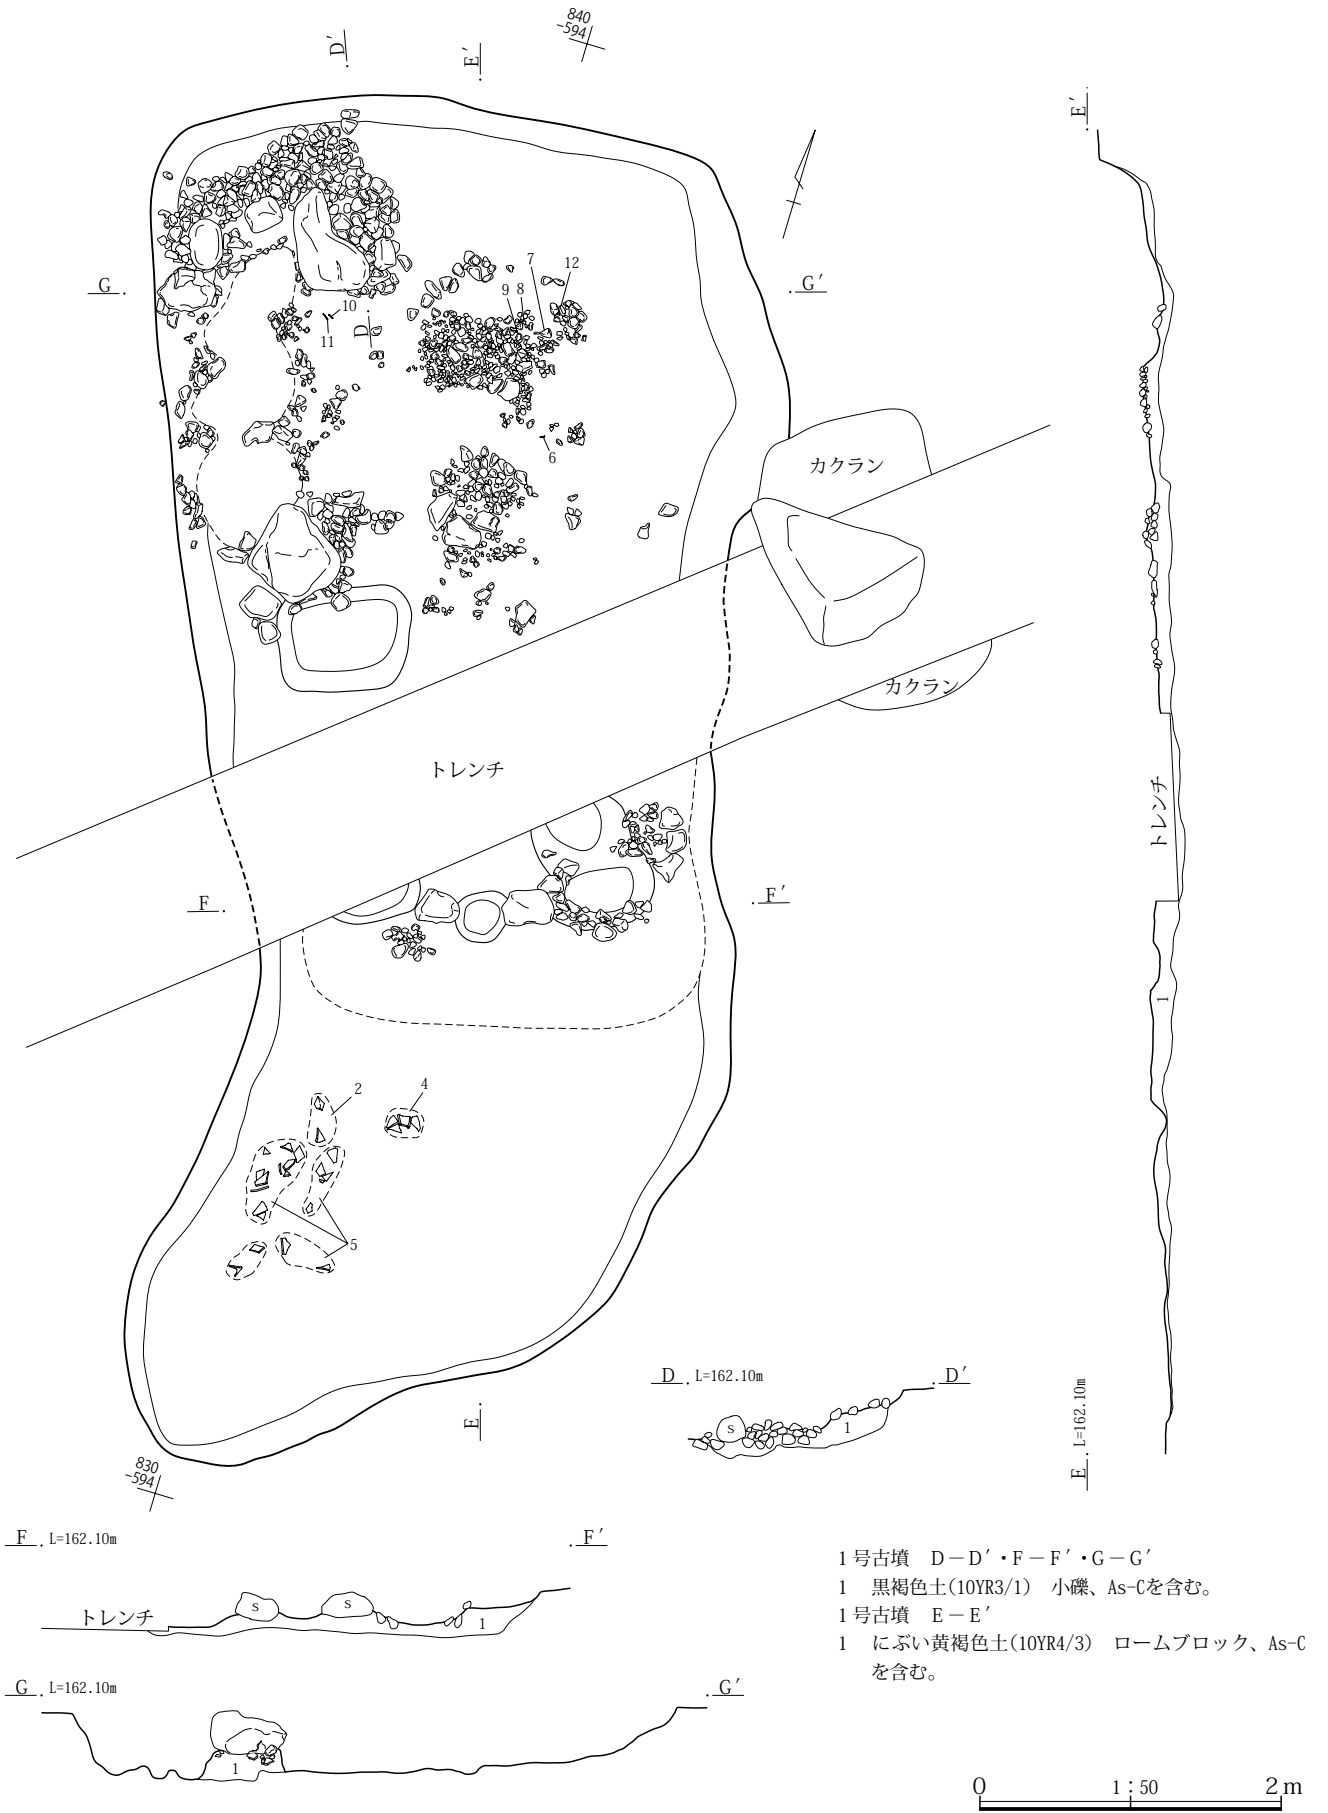 840
-594
D′
E′
E′
G
G′
7
12
9
8
10
11
D
6
カクラン
カクラン
トレンチ
トレンチ
F
F′
1
2
4
5
E
830
-594
D
L=162.10m
D′
S
1
E
L=162.10m
F
L=162.10m
F′
トレンチ
S
S
1
G
L=162.10m
G′
1
1号古墳　D－D′・F－F′・G－G′
1　黒褐色土(10YR3/1)　小礫、As-Cを含む。
1号古墳　E－E′
1　にぶい黄褐色土(10YR4/3)　ロームブロック、As-C
を含む。
0
1：50
2m